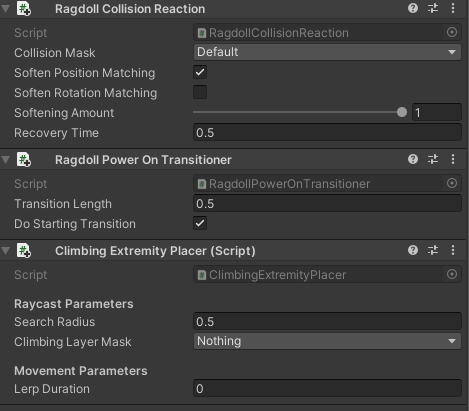 Ragdoll Collision Reaction
Script RagdollCollisionReaction
Collision Mask Default
Soften Position Matching
Soften Rotation Matching
Softening Amount 1
Recovery Time 0.5
Ragdoll Power On Transitioner
Script RagdollPowerOnTransitioner
Transition Length 0.5
Do Starting Transition
Climbing Extremity Placer (Script)
Script ClimbingExtremityPlacer
Raycast Parameters
Search Radius 0.5
Climbing Layer Mask Nothing
Movement Parameters
Lerp Duration 0